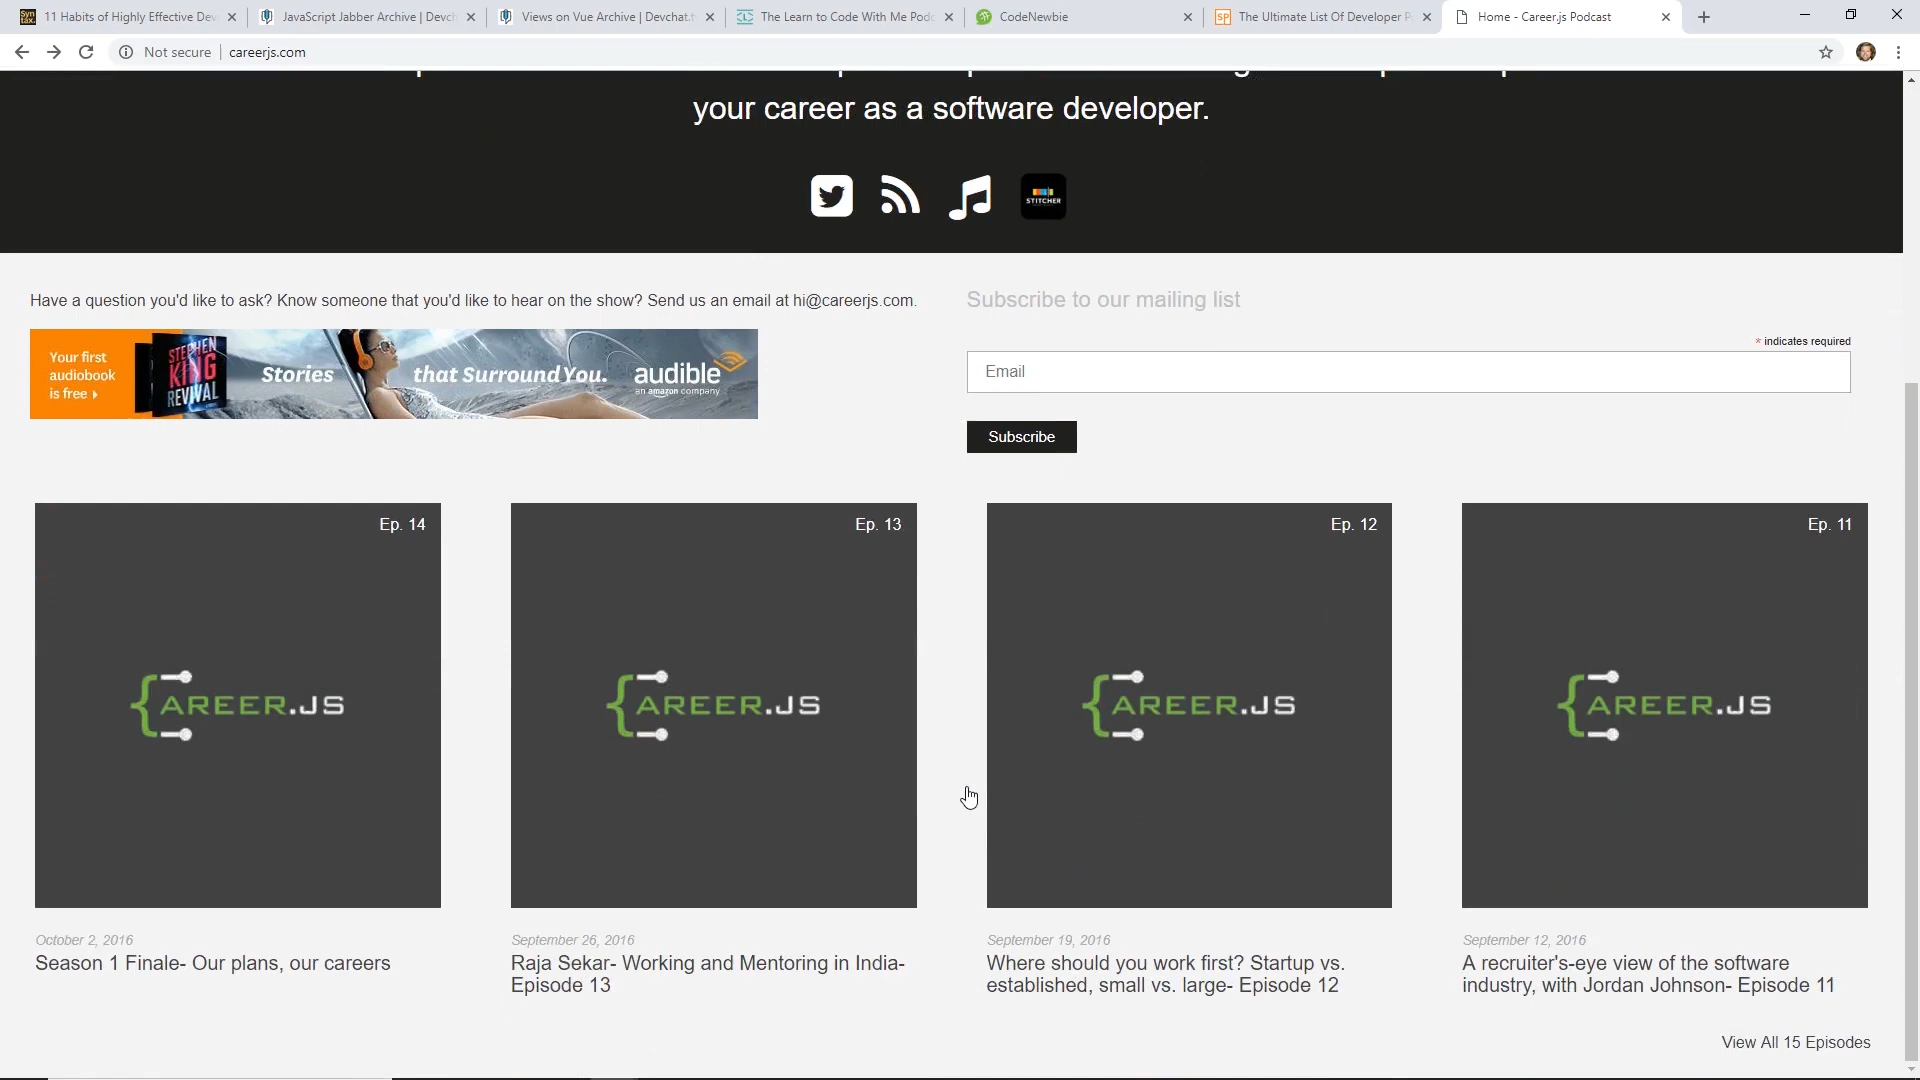 11 Habits of Highly Effective Dev
JavaScript Jabber Archive | Devch
Views on Vue Archive | Devchat.t
The Learn to Code With Me Pod
CodeNewbie
The Ultimate List Of Developer P
Home - Career.js Podcast
Not secure
careerjs.com
your career as a software developer.
STITCHER
Have a question you'd like to ask? Know someone that you'd like to hear on the show? Send us an email at hi@careerjs.com.
Subscribe to our mailing list
* indicates required
Email
Subscribe
Your first
audiobook
is free
STEPHEN
KING
REVIVAL
Stories that Surround You.
audible
an amazon company
Ep. 14
Ep. 13
Ep. 12
Ep. 11
{AREER.JS
{AREER.JS
{AREER.JS
{AREER.JS
October 2, 2016
Season 1 Finale- Our plans, our careers
September 26, 2016
Raja Sekar- Working and Mentoring in India-
Episode 13
September 19, 2016
Where should you work first? Startup vs.
established, small vs. large- Episode 12
September 12, 2016
A recruiter's-eye view of the software
industry, with Jordan Johnson- Episode 11
View All 15 Episodes